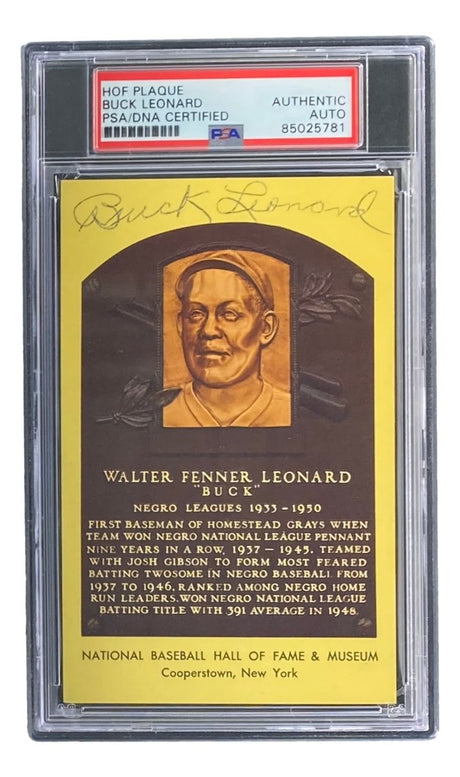 HOF PLAQUE
BUCK LEONARD
PSA/DNA CERTIFIED
AUTHENTIC
AUTO
85025781
PSA
Buck Leonard
WALTER FENNER LEONARD
"BUCK"
NEGRO LEAGUES 1933-1950
FIRST BASEMAN OF HOMESTEAD GRAYS WHEN
TEAM WON NEGRO NATIONAL LEAGUE PENNANT
NINE YEARS IN A ROW, 1937 - 1945. TEAMED
WITH JOSH GIBSON TO FORM MOST FEARED
BATTING TWOSOME IN NEGRO BASEBALL FROM
1937 TO 1946. RANKED AMONG NEGRO HOME
RUN LEADERS. WON NEGRO NATIONAL LEAGUE
BATTING TITLE WITH 391 AVERAGE IN 1948.
NATIONAL BASEBALL HALL OF FAME & MUSEUM
Cooperstown, New York